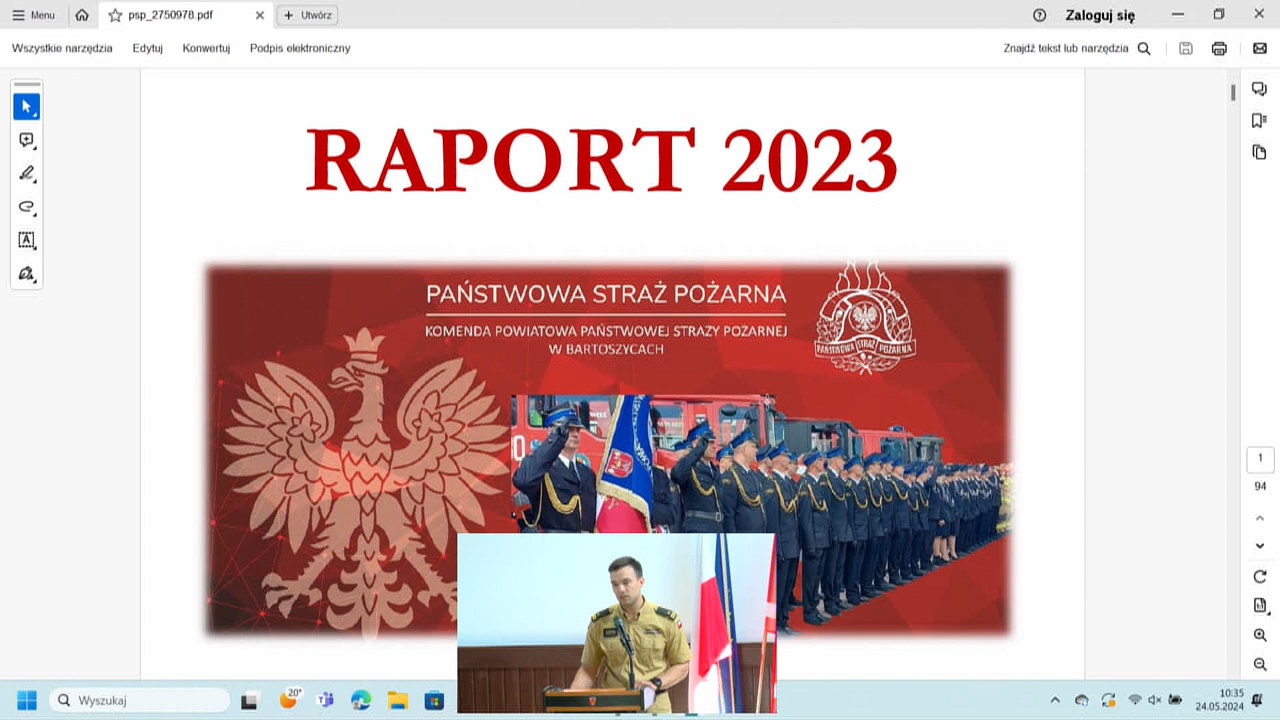 Menu
psp_2750978.pdf
Utwórz
Zaloguj się
Wszystkie narzędzia
Edytuj
Konwertuj
Podpis elektroniczny
Znajdź tekst lub narzędzia
RAPORT 2023
PAŃSTWOWA STRAŻ POŻARNA
KOMENDA POWIATOWA PAŃSTWOWEJ STRAŻY POŻARNEJ
W BARTOSZYCACH
PAŃSTWOWA STRAŻ POŻARNA
1
94
Wyszukaj
20°
10:35
24.05.2024